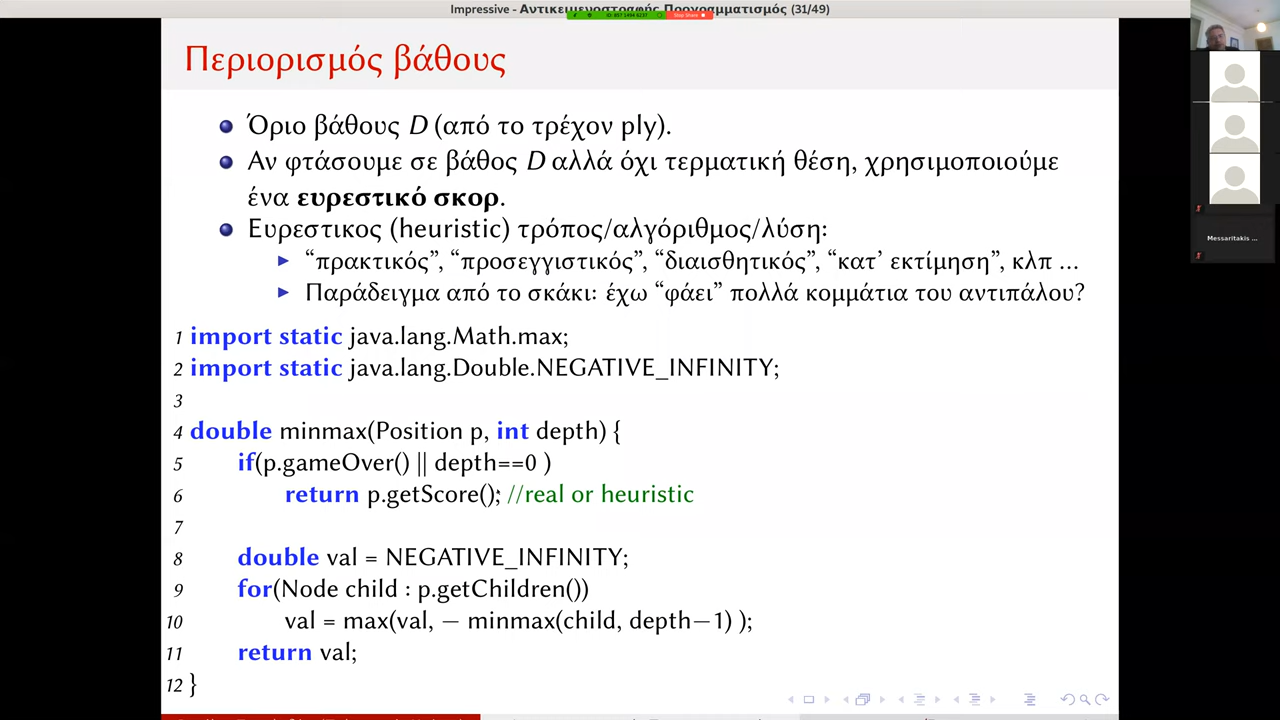 Impressive - Αντικειμενοστραφής Προγραμματισμός (31/49)
Stop Share
Περιορισμός βάθους
Όριο βάθους D (από το τρέχον ply).
Αν φτάσουμε σε βάθος D αλλά όχι τερματική θέση, χρησιμοποιούμε
ένα ευρεστικό σκορ.
Ευρεστικος (heuristic) τρόπος/αλγόριθμος/λύση:
“πρακτικός”, “προσεγγιστικός”, “διαισθητικός”, “κατ’ εκτίμηση”, κλπ ...
Παράδειγμα από το σκάκι: έχω “φάει” πολλά κομμάτια του αντιπάλου?
1 import static java.lang.Math.max;
2 import static java.lang.Double.NEGATIVE_INFINITY;
3
4 double minmax(Position p, int depth) {
5 if(p.gameOver() || depth==0 )
6 return p.getScore(); //real or heuristic
7
8 double val = NEGATIVE_INFINITY;
9 for(Node child : p.getChildren())
10 val = max(val, − minmax(child, depth−1) );
11 return val;
12 }
Messaritakis ...